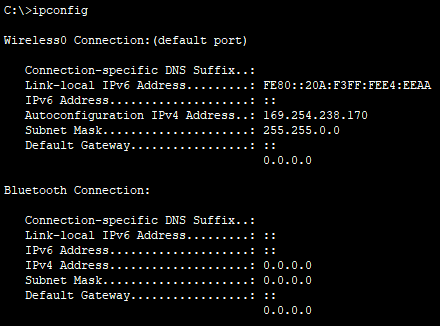 C:\>ipconfig
Wireless0 Connection:(default port)
Connection-specific DNS Suffix..:
Link-local IPv6 Address.........: FE80::20A:F3FF:FEE4:EEAA
IPv6 Address....................: ::
Autoconfiguration IPv4 Address..: 169.254.238.170
Subnet Mask.....................: 255.255.0.0
Default Gateway.................: ::
0.0.0.0
Bluetooth Connection:
Connection-specific DNS Suffix..:
Link-local IPv6 Address.........: ::
IPv6 Address....................: ::
IPv4 Address....................: 0.0.0.0
Subnet Mask.....................: 0.0.0.0
Default Gateway.................: ::
0.0.0.0